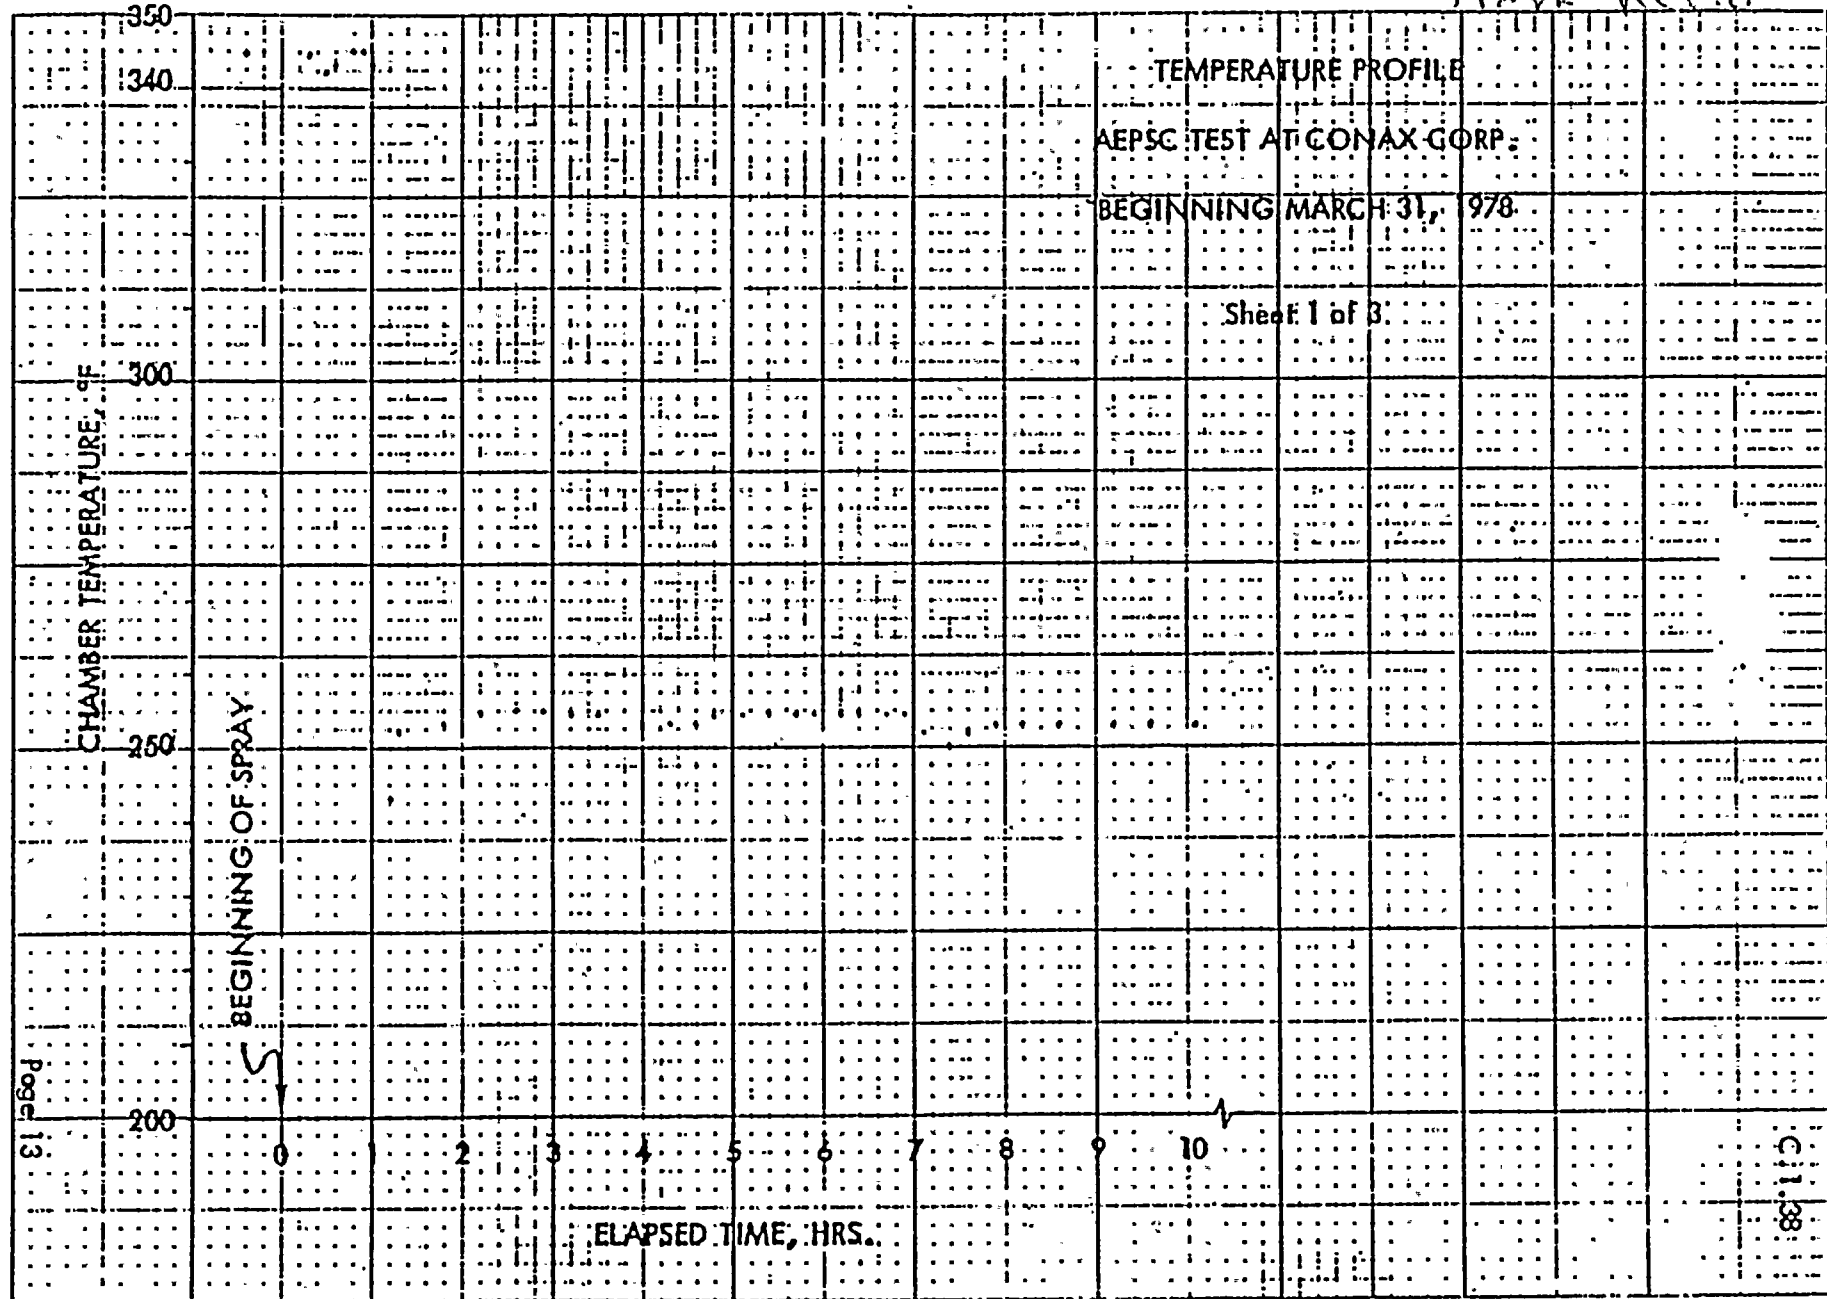 TEMPERATURE PROFILE
AEPSC TEST AT CONAX CORP.
BEGINNING MARCH 31, 1978
Sheet 1 of 3
CHAMBER TEMPERATURE, °F
350
340
300
250
200
BEGINNING OF SPRAY
0 1 2 3 4 5 6 7 8 9 10
ELAPSED TIME, HRS.
Page 13